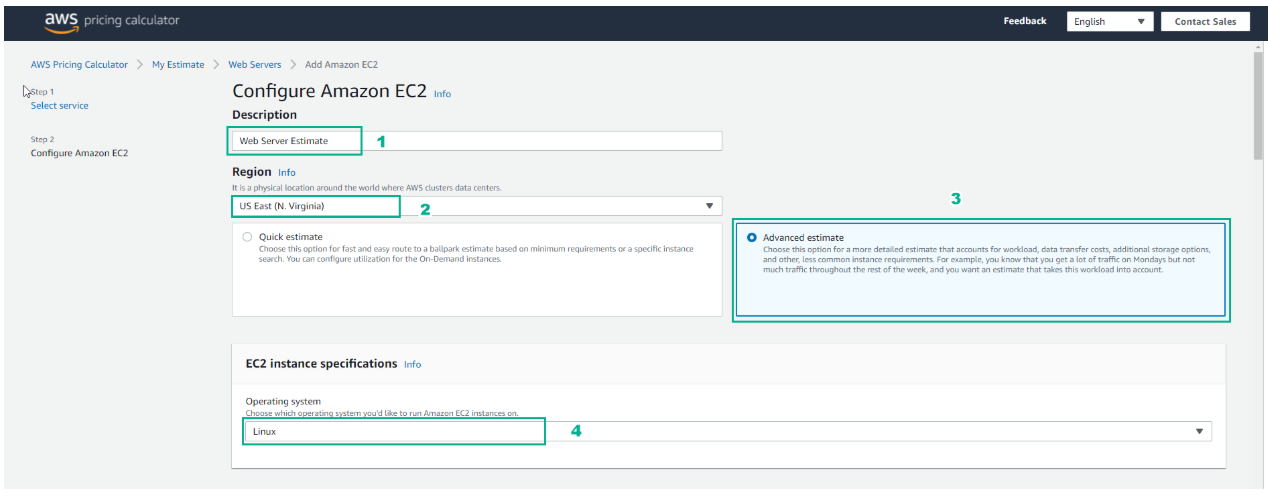 aws pricing calculator
Feedback
English
Contact Sales
AWS Pricing Calculator > My Estimate > Web Servers > Add Amazon EC2
Step 1
Select service
Step 2
Configure Amazon EC2
Configure Amazon EC2 Info
Description
Web Server Estimate
1
Region Info
It is a physical location around the world where AWS clusters data centers.
US East (N. Virginia)
2
3
Quick estimate
Choose this option for fast and easy route to a ballpark estimate based on minimum requirements or a specific instance
search. You can configure utilization for the On-Demand instances.
Advanced estimate
Choose this option for a more detailed estimate that accounts for workload, data transfer costs, additional storage options,
and other, less common instance requirements. For example, you know that you get a lot of traffic on Mondays but not
much traffic throughout the rest of the week, and you want an estimate that takes this workload into account.
EC2 instance specifications Info
Operating system
Choose which operating system you'd like to run Amazon EC2 instances on.
Linux
4